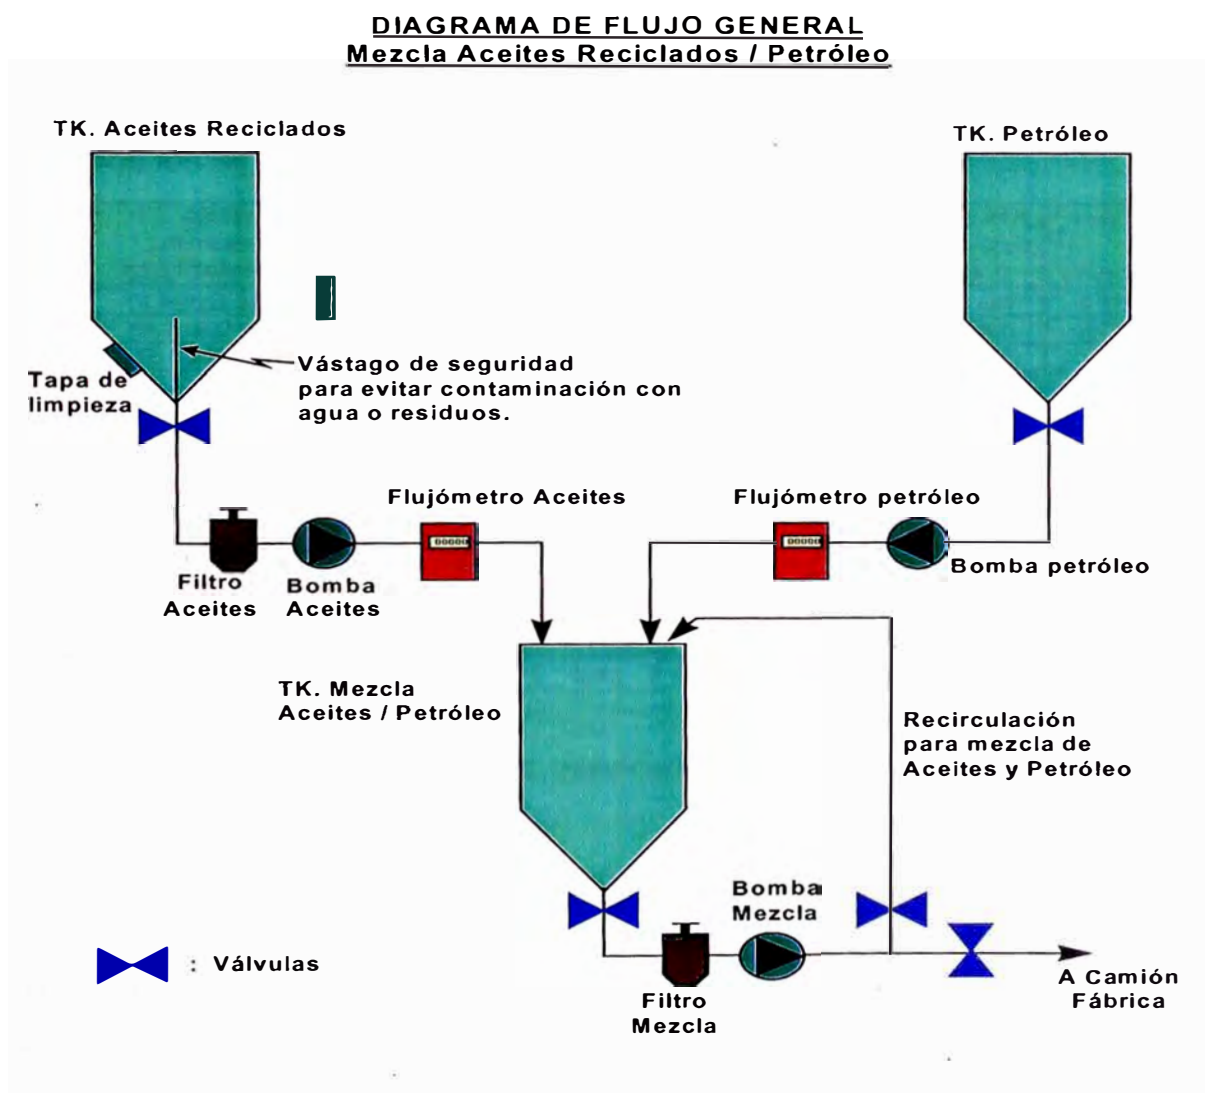 DIAGRAMA DE FLUJO GENERAL
Mezcla Aceites Reciclados / Petróleo
TK. Aceites Reciclados
TK. Petróleo
Vástago de seguridad
para evitar contaminación con
agua o residuos.
Tapa de
limpieza
Flujómetro Aceites
Flujómetro petróleo
00000
00000
Filtro
Aceites
Bomba
Aceites
Bomba petróleo
TK. Mezcla
Aceites / Petróleo
Recirculación
para mezcla de
Aceites y Petróleo
Bomba
Mezcla
: Válvulas
Filtro
Mezcla
A Camión
Fábrica